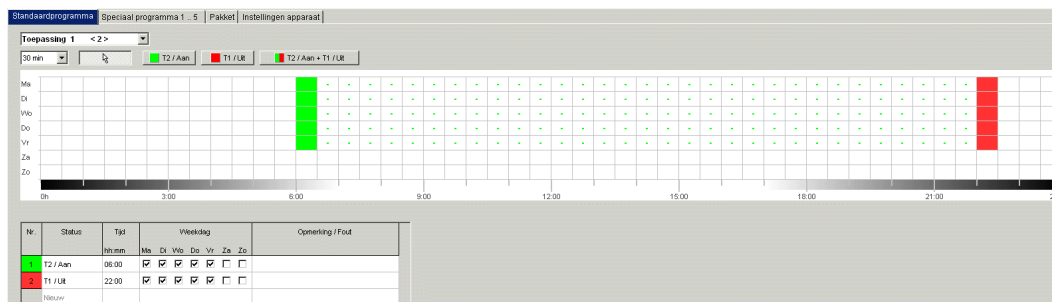 Standaardprogramma Speciaal programma 1 .. 5 Pakket Instellingen apparaat
Toepassing 1 < 2 >
30 min T2 / Aan T1 / Uit T2 / Aan + T1 / Uit
Ma
Di
Wo
Do
Vr
Za
Zo
0h 3:00 6:00 9:00 12:00 15:00 18:00 21:00
Nr. Status Tijd Weekdag Opmerking / Fout
hh:mm Ma Di Wo Do Vr Za Zo
1 T2 / Aan 06:00
2 T1 / Uit 22:00
Nieuw